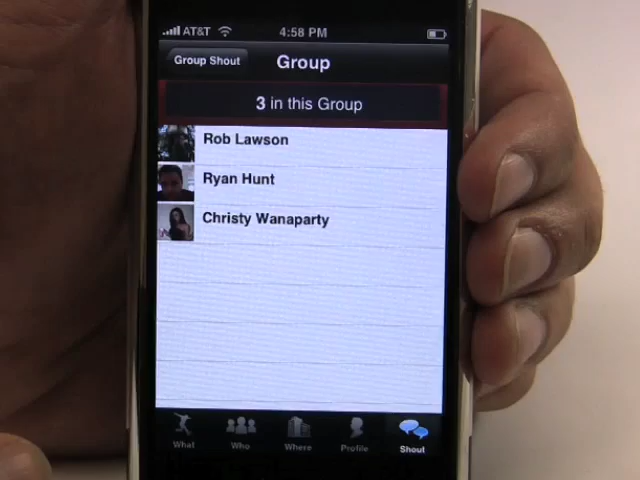 AT&T 4:58 PM
Group Shout Group
3 in this Group
Rob Lawson
Ryan Hunt
Christy Wanaparty
What Who Where Profile Shout